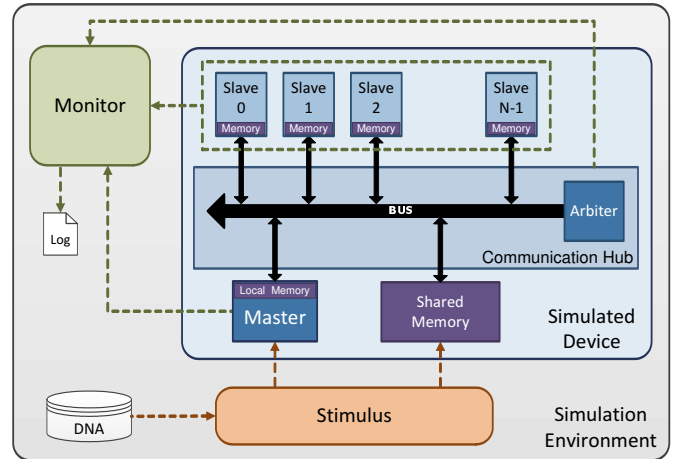 Monitor
Slave
0
Memory
Slave
1
Memory
Slave
2
Memory
Slave
N-1
Memory
Log
BUS
Arbiter
Communication Hub
Local Memory
Master
Shared
Memory
Simulated
Device
DNA
Stimulus
Simulation
Environment